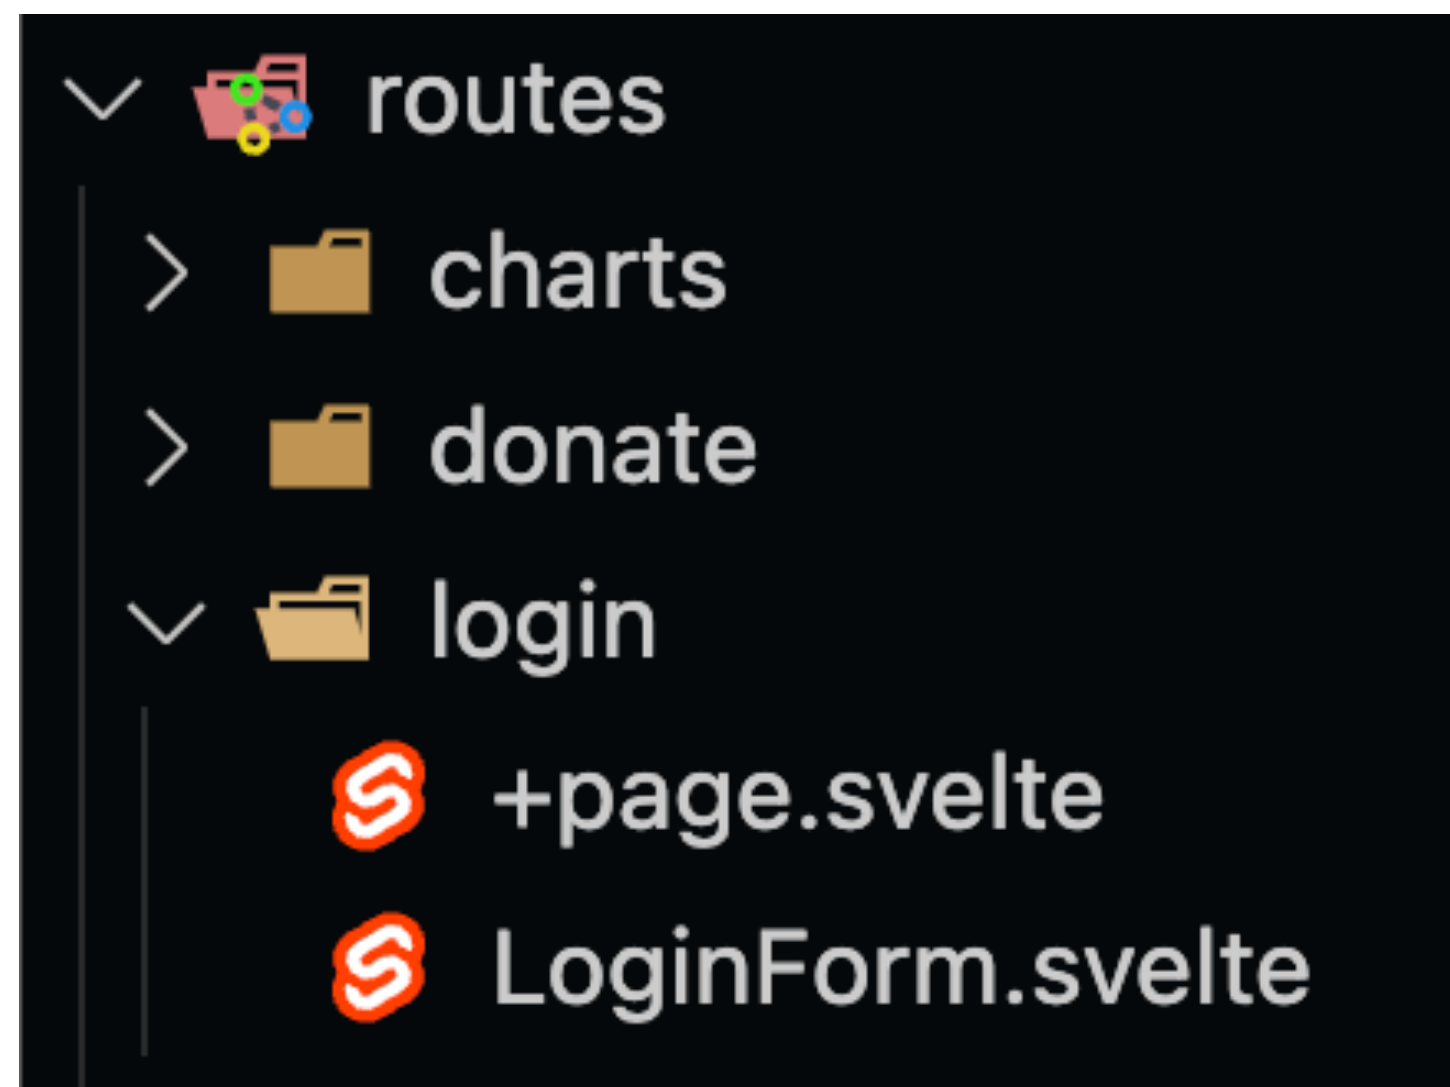 routes
charts
donate
login
+page.svelte
LoginForm.svelte